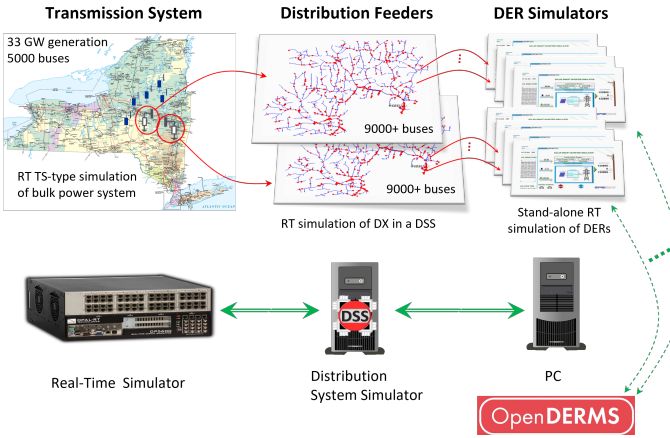 Transmission System
Distribution Feeders
DER Simulators
33 GW generation
5000 buses
9000+ buses
9000+ buses
RT TS-type simulation
of bulk power system
RT simulation of DX in a DSS
Stand-alone RT
simulation of DERs
DSS
Real-Time Simulator
Distribution
System Simulator
PC
OpenDERMS